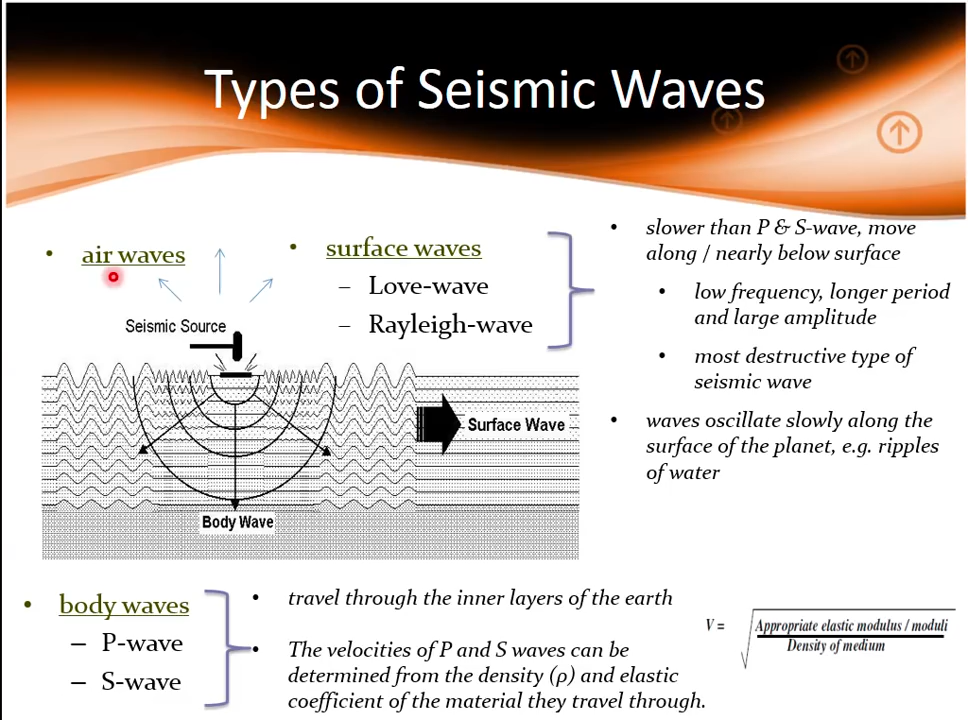 Types of Seismic Waves
• air waves
• surface waves
– Love-wave
– Rayleigh-wave
• slower than P & S-wave, move
along / nearly below surface
• low frequency, longer period
and large amplitude
• most destructive type of
seismic wave
• waves oscillate slowly along the
surface of the planet, e.g. ripples
of water
Seismic Source
Surface Wave
Body Wave
• body waves
– P-wave
– S-wave
• travel through the inner layers of the earth
• The velocities of P and S waves can be
determined from the density (ρ) and elastic
coefficient of the material they travel through.
V = √ Appropriate elastic modulus / moduli
Density of medium